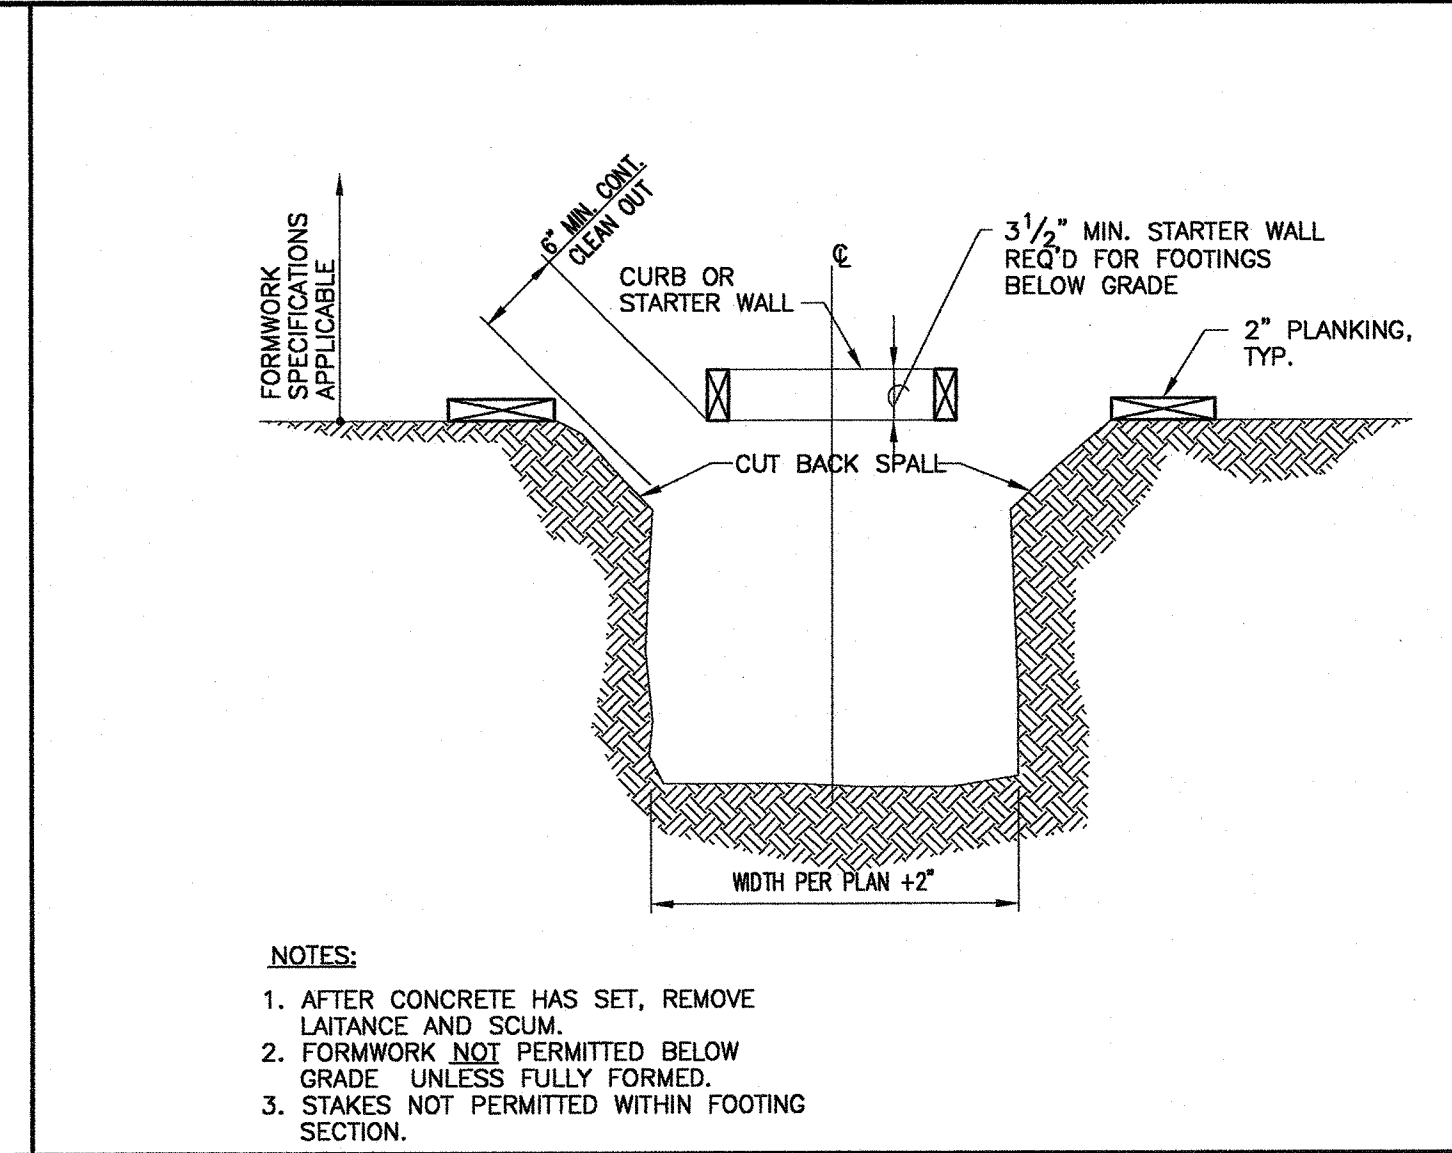 6" MIN. CONT.
CLEAN OUT
FORMWORK
SPECIFICATIONS
APPLICABLE
CURB OR
STARTER WALL
℄
3 1/2" MIN. STARTER WALL
REQ'D FOR FOOTINGS
BELOW GRADE
2" PLANKING,
TYP.
CUT BACK SPALL
WIDTH PER PLAN +2"
NOTES:
1. AFTER CONCRETE HAS SET, REMOVE
LAITANCE AND SCUM.
2. FORMWORK NOT PERMITTED BELOW
GRADE UNLESS FULLY FORMED.
3. STAKES NOT PERMITTED WITHIN FOOTING
SECTION.